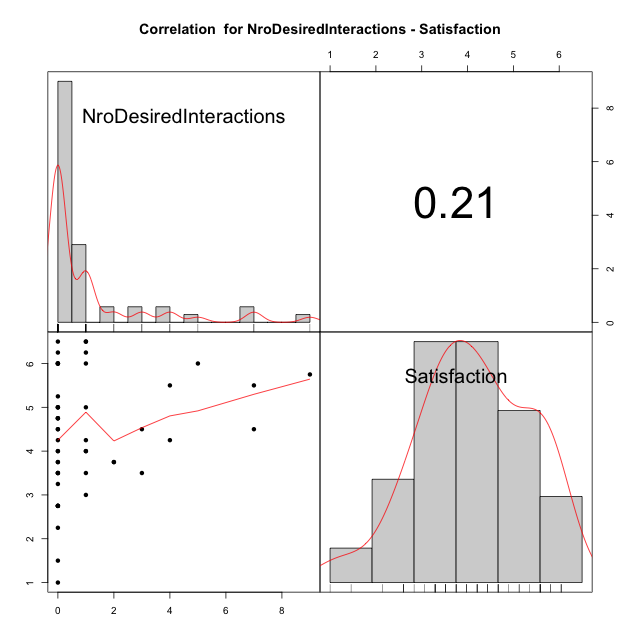 Correlation  for NroDesiredInteractions - Satisfaction
1 2 3 4 5 6
NroDesiredInteractions
0.21
8
6
4
2
0
6
5
4
3
2
1
Satisfaction
0 2 4 6 8